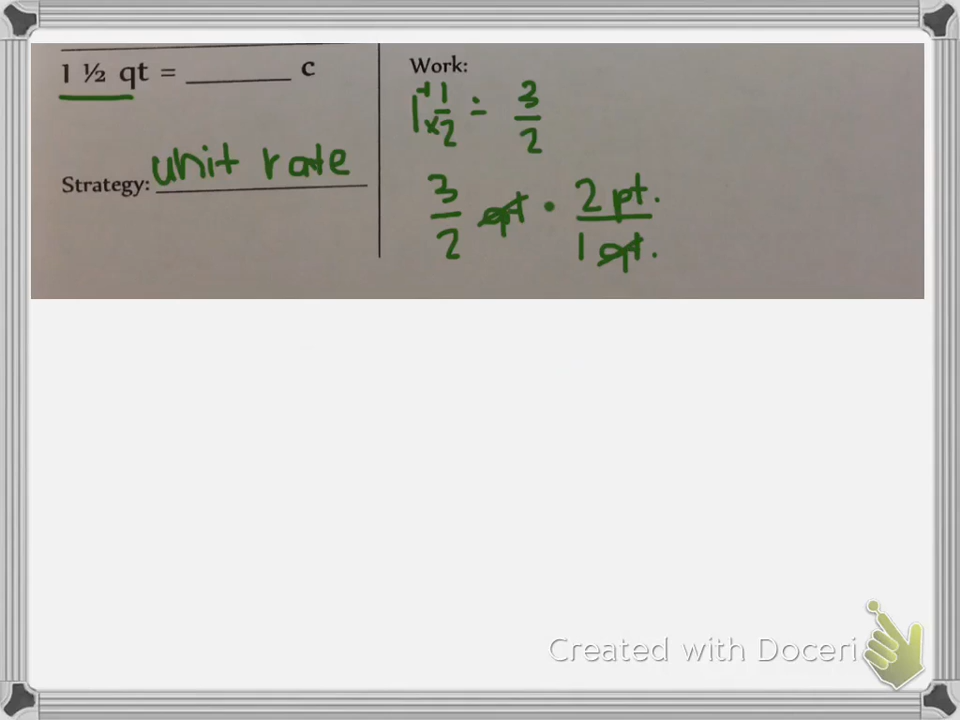 1 ½ qt = ________ c
Strategy: unit rate
Work:
1 + 1/2 × = 3/2
3/2 qt • 2 pt. / 1 qt.
Created with Doceri